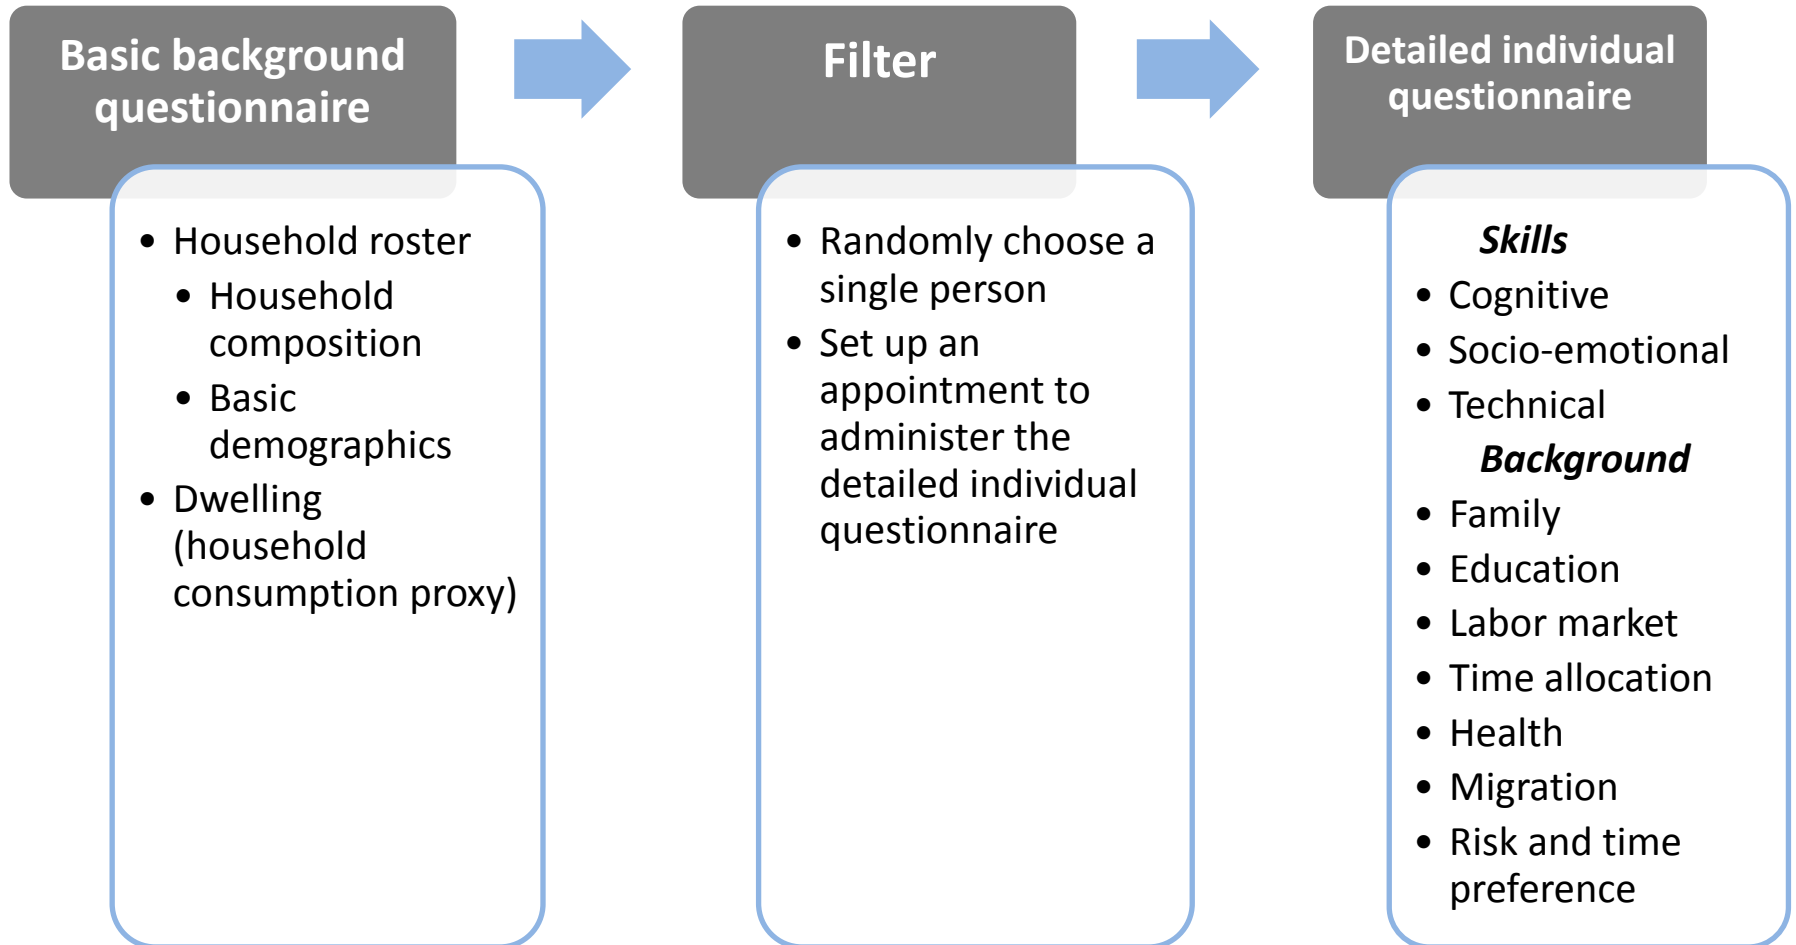 Basic background
questionnaire
• Household roster
• Household
composition
• Basic
demographics
• Dwelling
(household
consumption proxy)
Filter
• Randomly choose a
single person
• Set up an
appointment to
administer the
detailed individual
questionnaire
Detailed individual
questionnaire
Skills
• Cognitive
• Socio-emotional
• Technical
Background
• Family
• Education
• Labor market
• Time allocation
• Health
• Migration
• Risk and time
preference